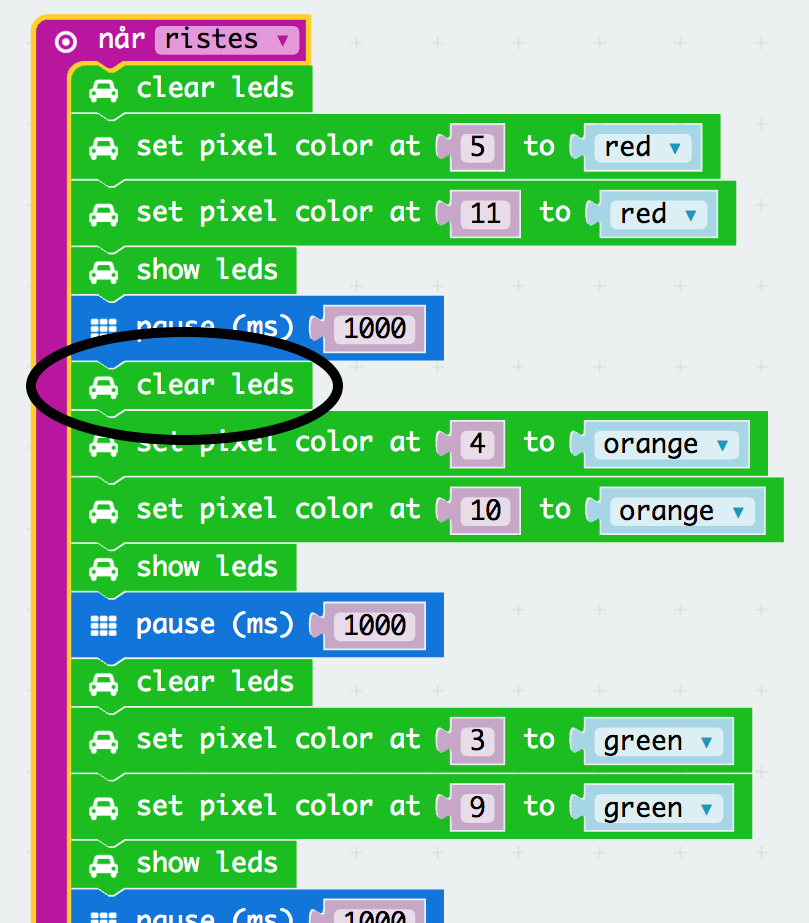 når ristes
clear leds
set pixel color at 5 to red
set pixel color at 11 to red
show leds
pause (ms) 1000
clear leds
set pixel color at 4 to orange
set pixel color at 10 to orange
show leds
pause (ms) 1000
clear leds
set pixel color at 3 to green
set pixel color at 9 to green
show leds
pause (ms) 1000